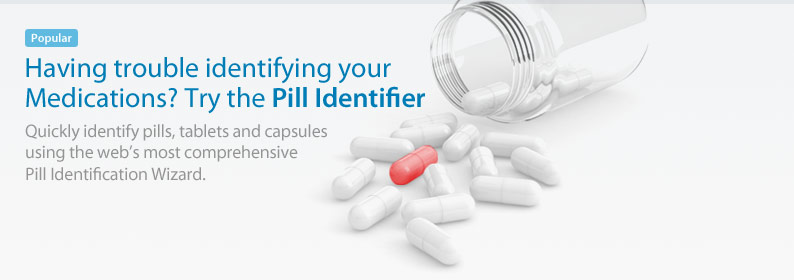 Popular
Having trouble identifying your
Medications? Try the Pill Identifier
Quickly identify pills, tablets and capsules
using the web's most comprehensive
Pill Identification Wizard.